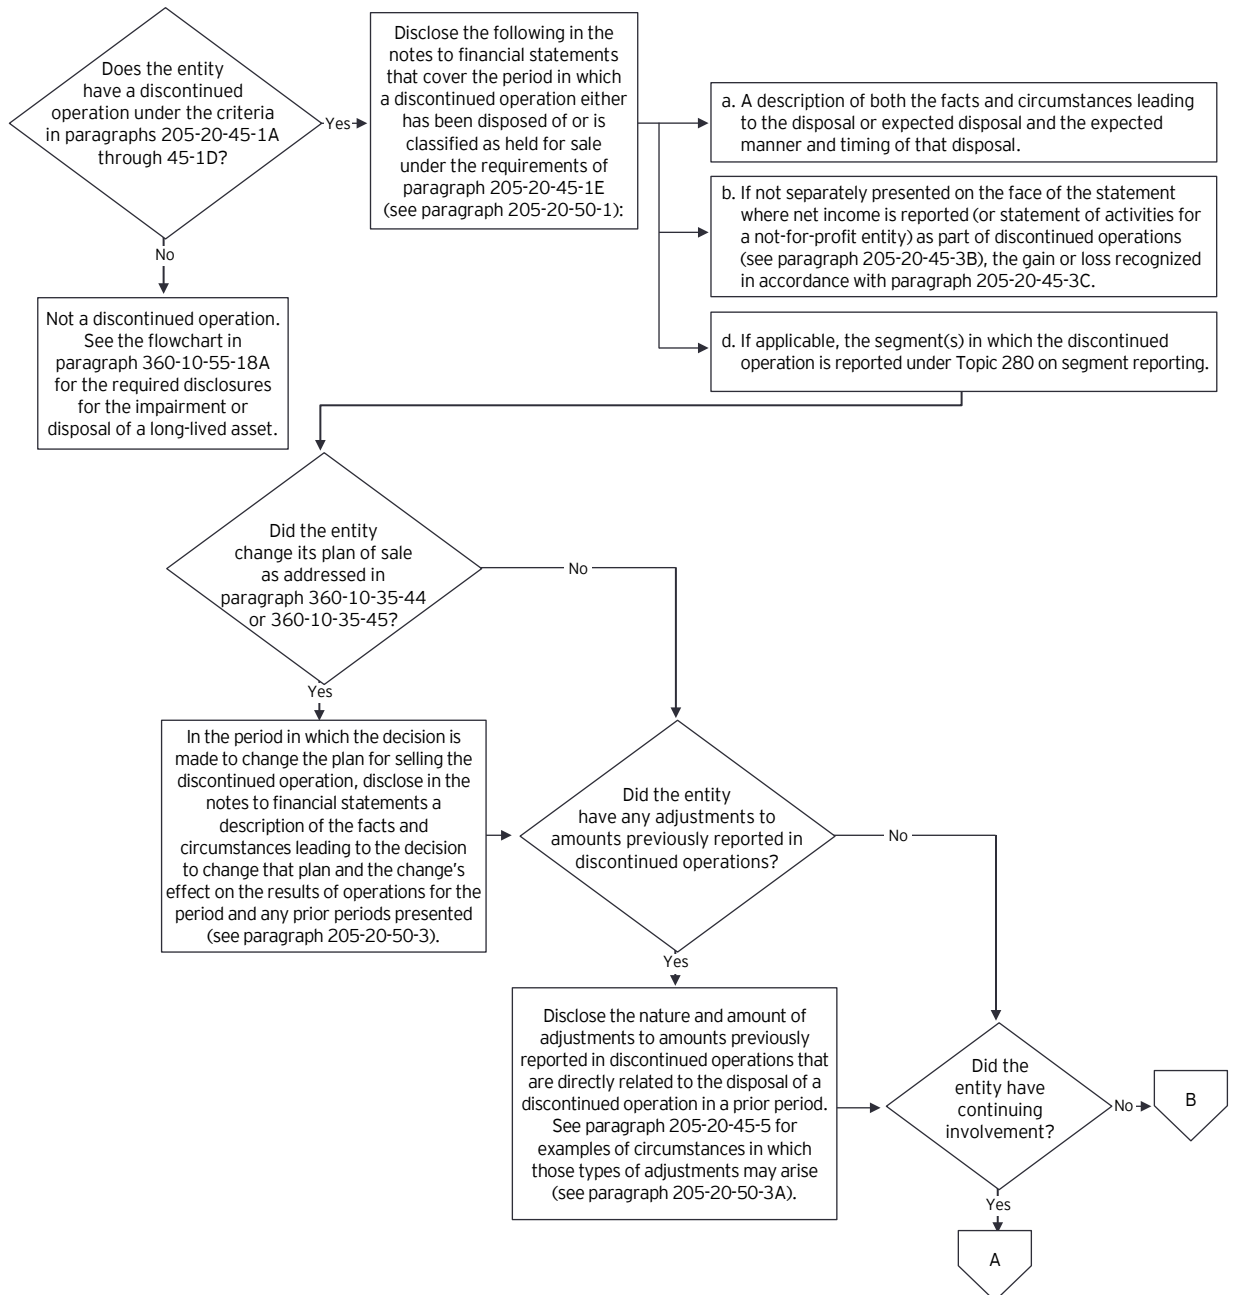 Does the entity
have a discontinued
operation under the criteria
in paragraphs 205-20-45-1A
through 45-1D?
Yes
Disclose the following in the
notes to financial statements
that cover the period in which
a discontinued operation either
has been disposed of or is
classified as held for sale
under the requirements of
paragraph 205-20-45-1E
(see paragraph 205-20-50-1):
a. A description of both the facts and circumstances leading
to the disposal or expected disposal and the expected
manner and timing of that disposal.
b. If not separately presented on the face of the statement
where net income is reported (or statement of activities for
a not-for-profit entity) as part of discontinued operations
(see paragraph 205-20-45-3B), the gain or loss recognized
in accordance with paragraph 205-20-45-3C.
d. If applicable, the segment(s) in which the discontinued
operation is reported under Topic 280 on segment reporting.
No
Not a discontinued operation.
See the flowchart in
paragraph 360-10-55-18A
for the required disclosures
for the impairment or
disposal of a long-lived asset.
Did the entity
change its plan of sale
as addressed in
paragraph 360-10-35-44
or 360-10-35-45?
No
Yes
In the period in which the decision is
made to change the plan for selling the
discontinued operation, disclose in the
notes to financial statements a
description of the facts and
circumstances leading to the decision
to change that plan and the change's
effect on the results of operations for the
period and any prior periods presented
(see paragraph 205-20-50-3).
Did the entity
have any adjustments to
amounts previously reported in
discontinued operations?
No
Yes
Disclose the nature and amount of
adjustments to amounts previously
reported in discontinued operations that
are directly related to the disposal of a
discontinued operation in a prior period.
See paragraph 205-20-45-5 for
examples of circumstances in which
those types of adjustments may arise
(see paragraph 205-20-50-3A).
Did the
entity have
continuing
involvement?
No
B
Yes
A